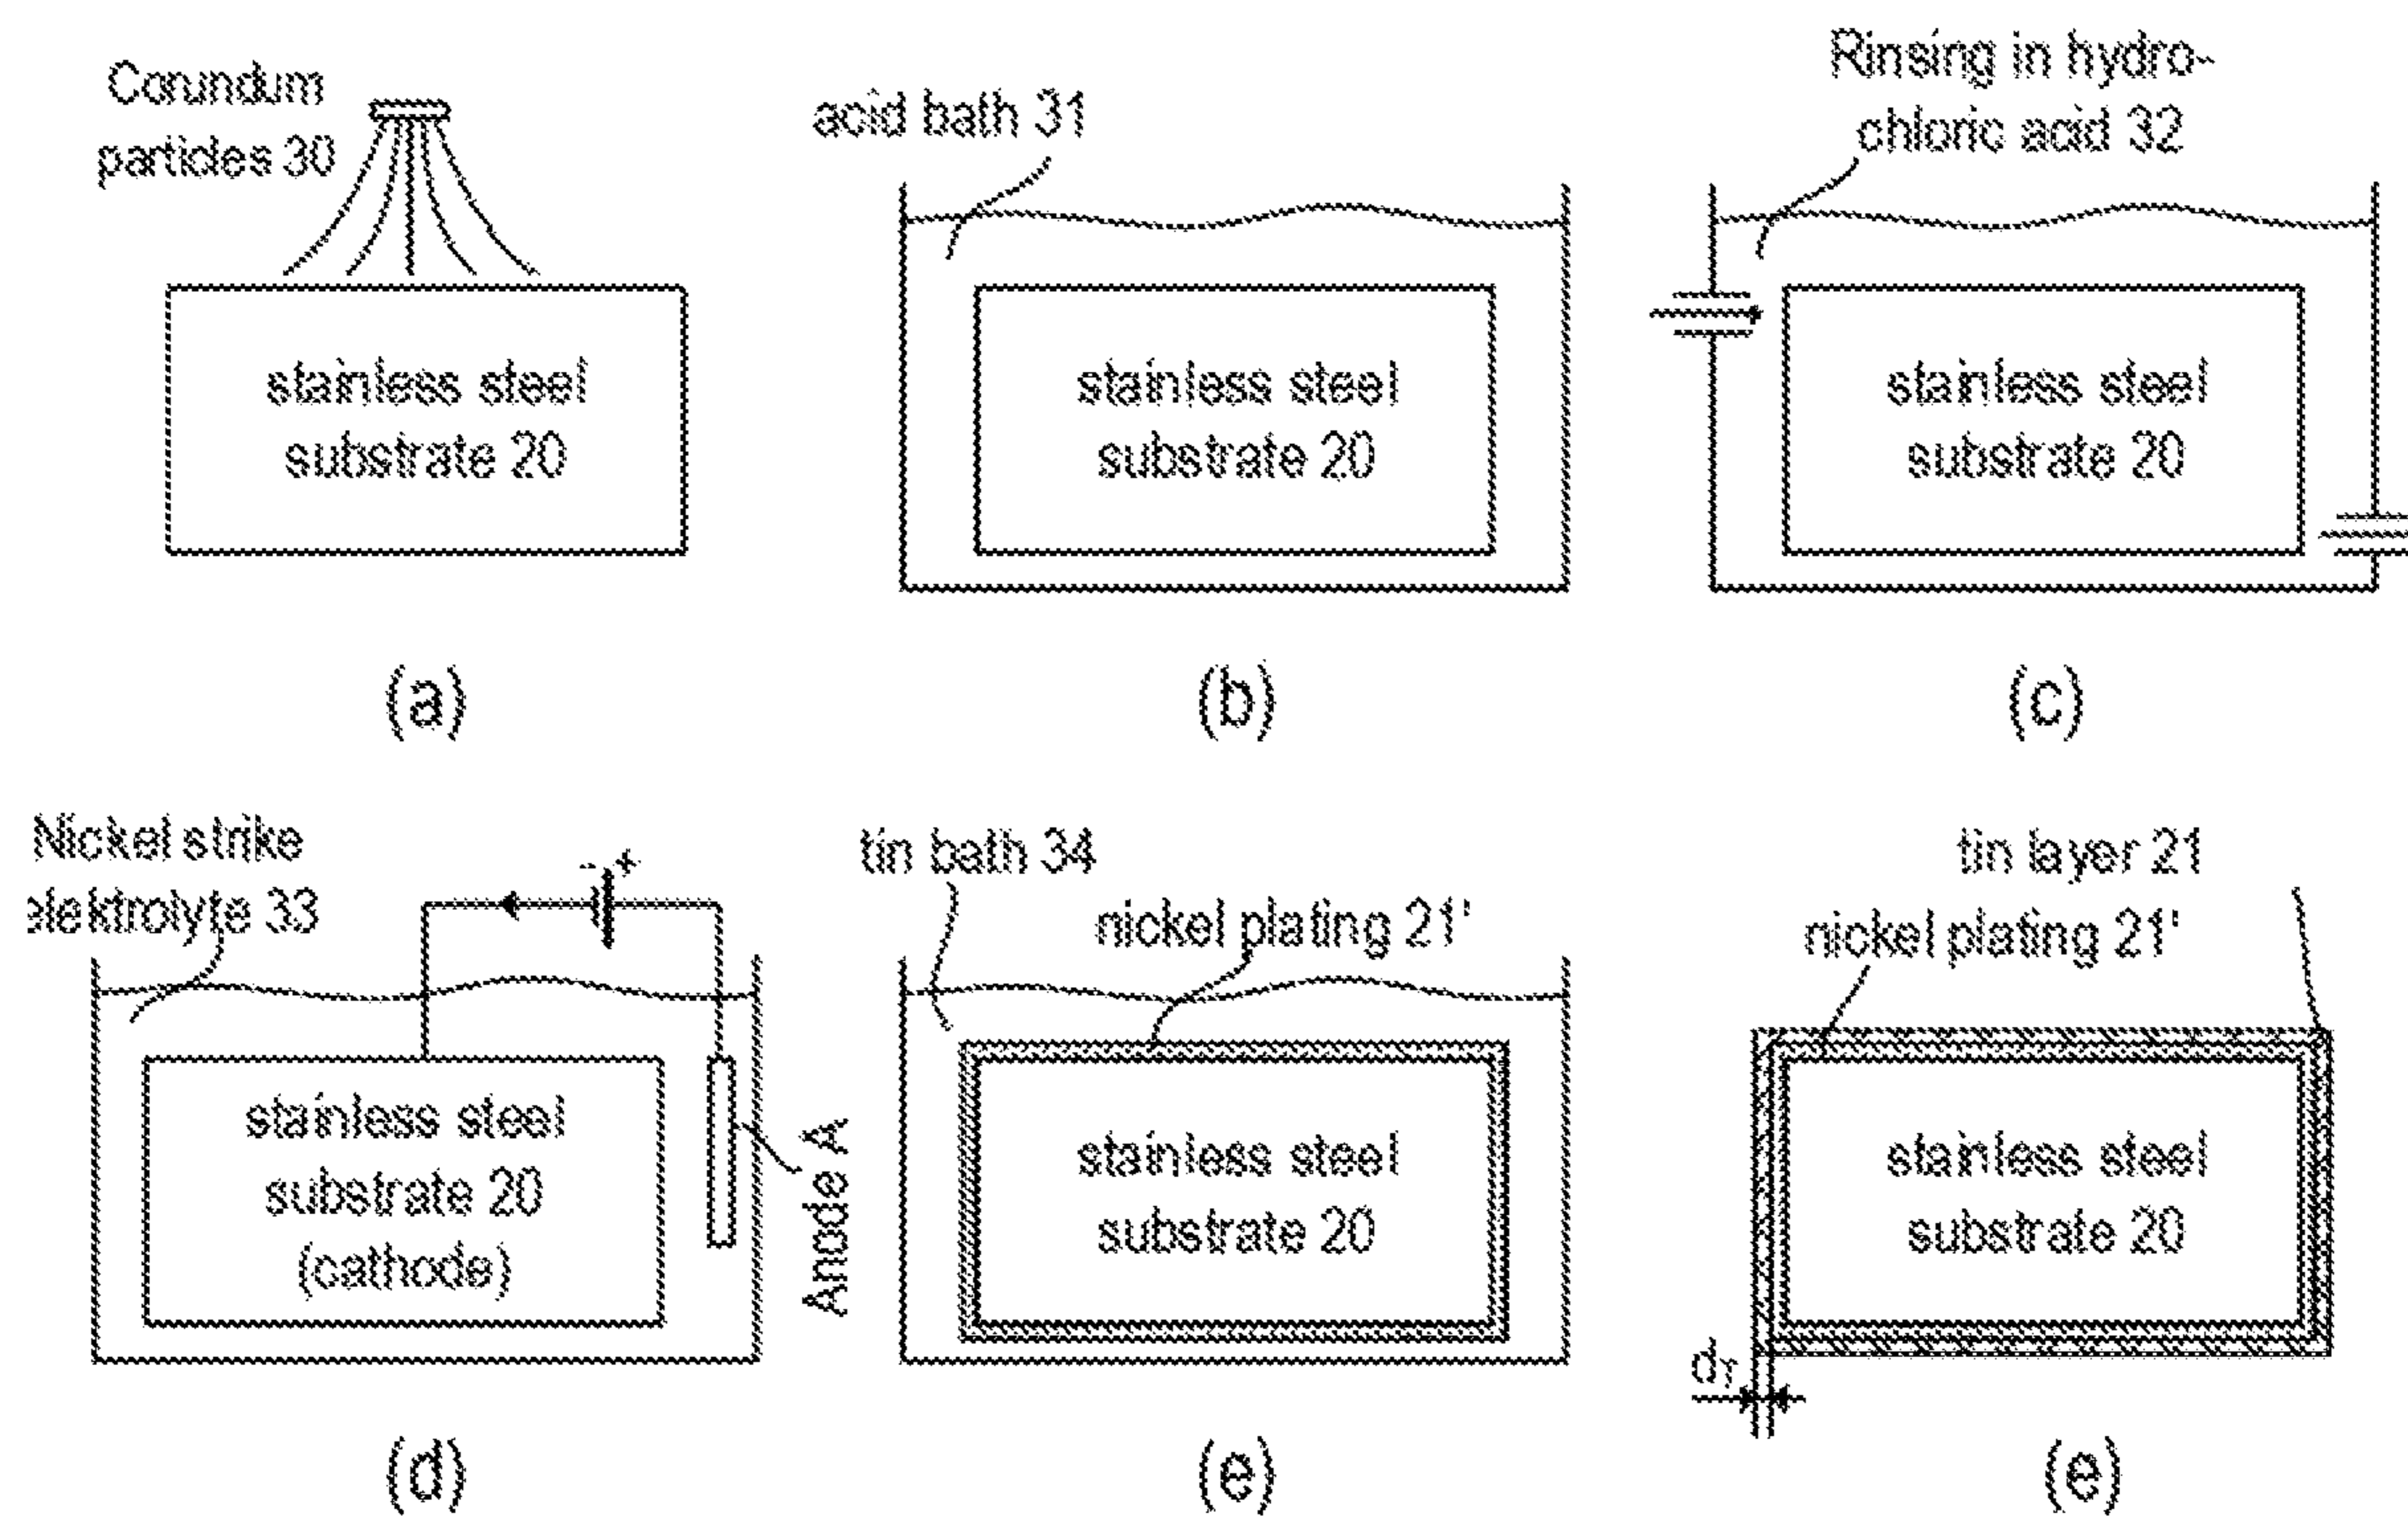 Corundum
particles 30
stainless steel
substrate 20
(a)
acid bath 31
stainless steel
substrate 20
(b)
Rinsing in hydro-
chloric acid 32
stainless steel
substrate 20
(c)
Nickel strike
elektrolyte 33
- +
stainless steel
substrate 20
(cathode)
Anode A
(d)
tin bath 34
nickel plating 21'
stainless steel
substrate 20
(e)
tin layer 21
nickel plating 21'
stainless steel
substrate 20
dT
(e)